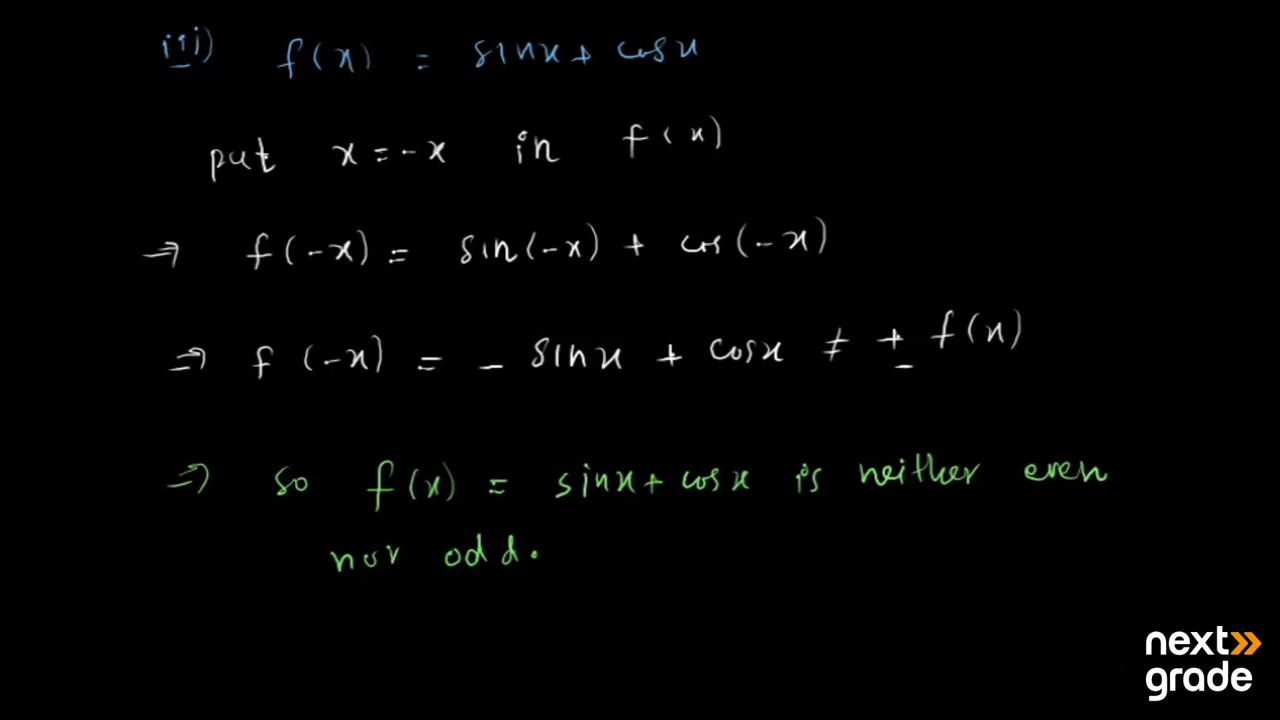 iii) f(x) = sinx + cosx
put x = -x in f(x)
⇒ f(-x) = sin(-x) + cos(-x)
⇒ f(-x) = - sinx + cosx ≠ ± f(x)
⇒ so f(x) = sinx + cosx is neither even
nor odd.
next»
grade